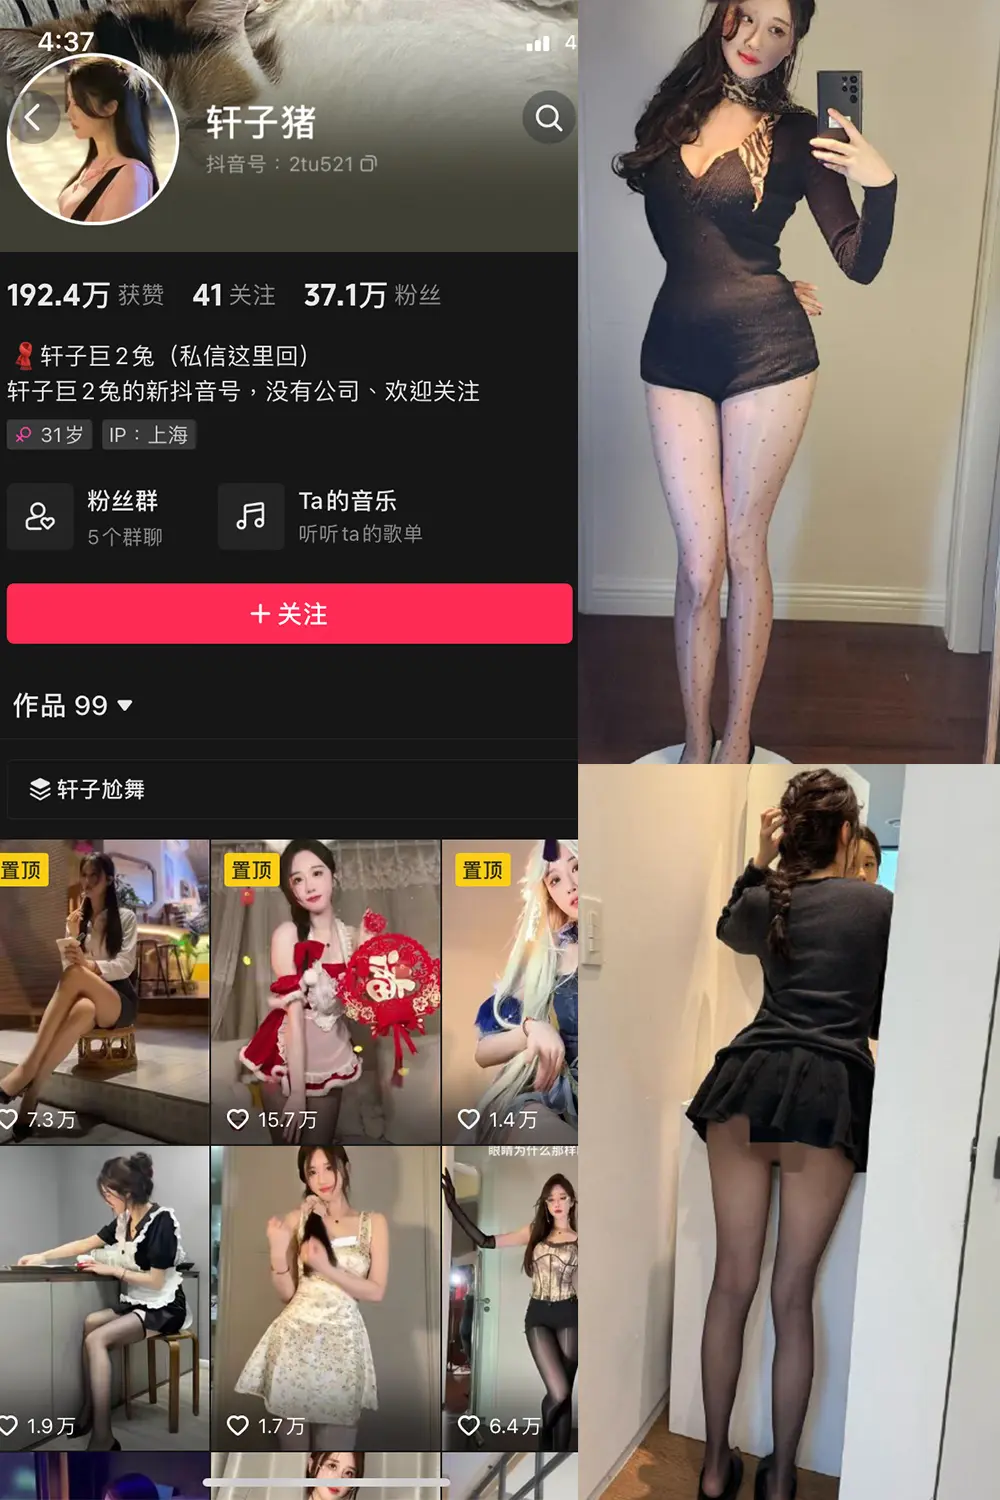 4:37
4
轩子猪
抖音号：2tu521
192.4万 获赞 41 关注 37.1万 粉丝
轩子巨2兔（私信这里回）
轩子巨2兔的新抖音号，没有公司、欢迎关注
31岁 IP：上海
粉丝群
5个群聊
Ta的音乐
听听ta的歌单
+ 关注
作品 99
轩子尬舞
置顶
置顶
置顶
7.3万
15.7万
1.4万
眼睛为什么那样
1.9万
1.7万
6.4万